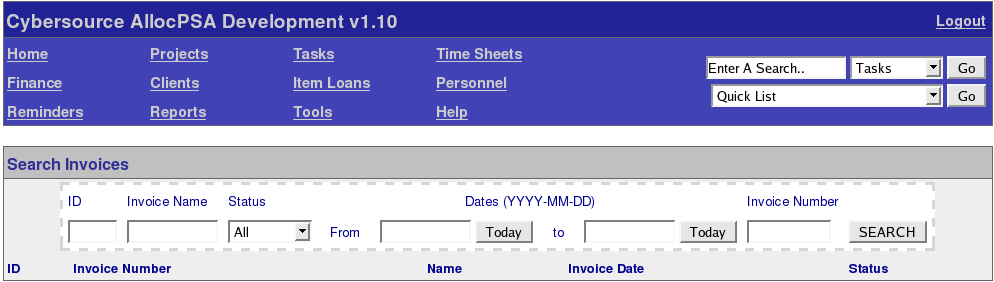 Cybersource AllocPSA Development v1.10 Logout
Home Projects Tasks Time Sheets
Enter A Search.. Tasks Go
Finance Clients Item Loans Personnel
Quick List Go
Reminders Reports Tools Help
Search Invoices
ID Invoice Name Status Dates (YYYY-MM-DD) Invoice Number
All From Today to Today SEARCH
ID Invoice Number Name Invoice Date Status